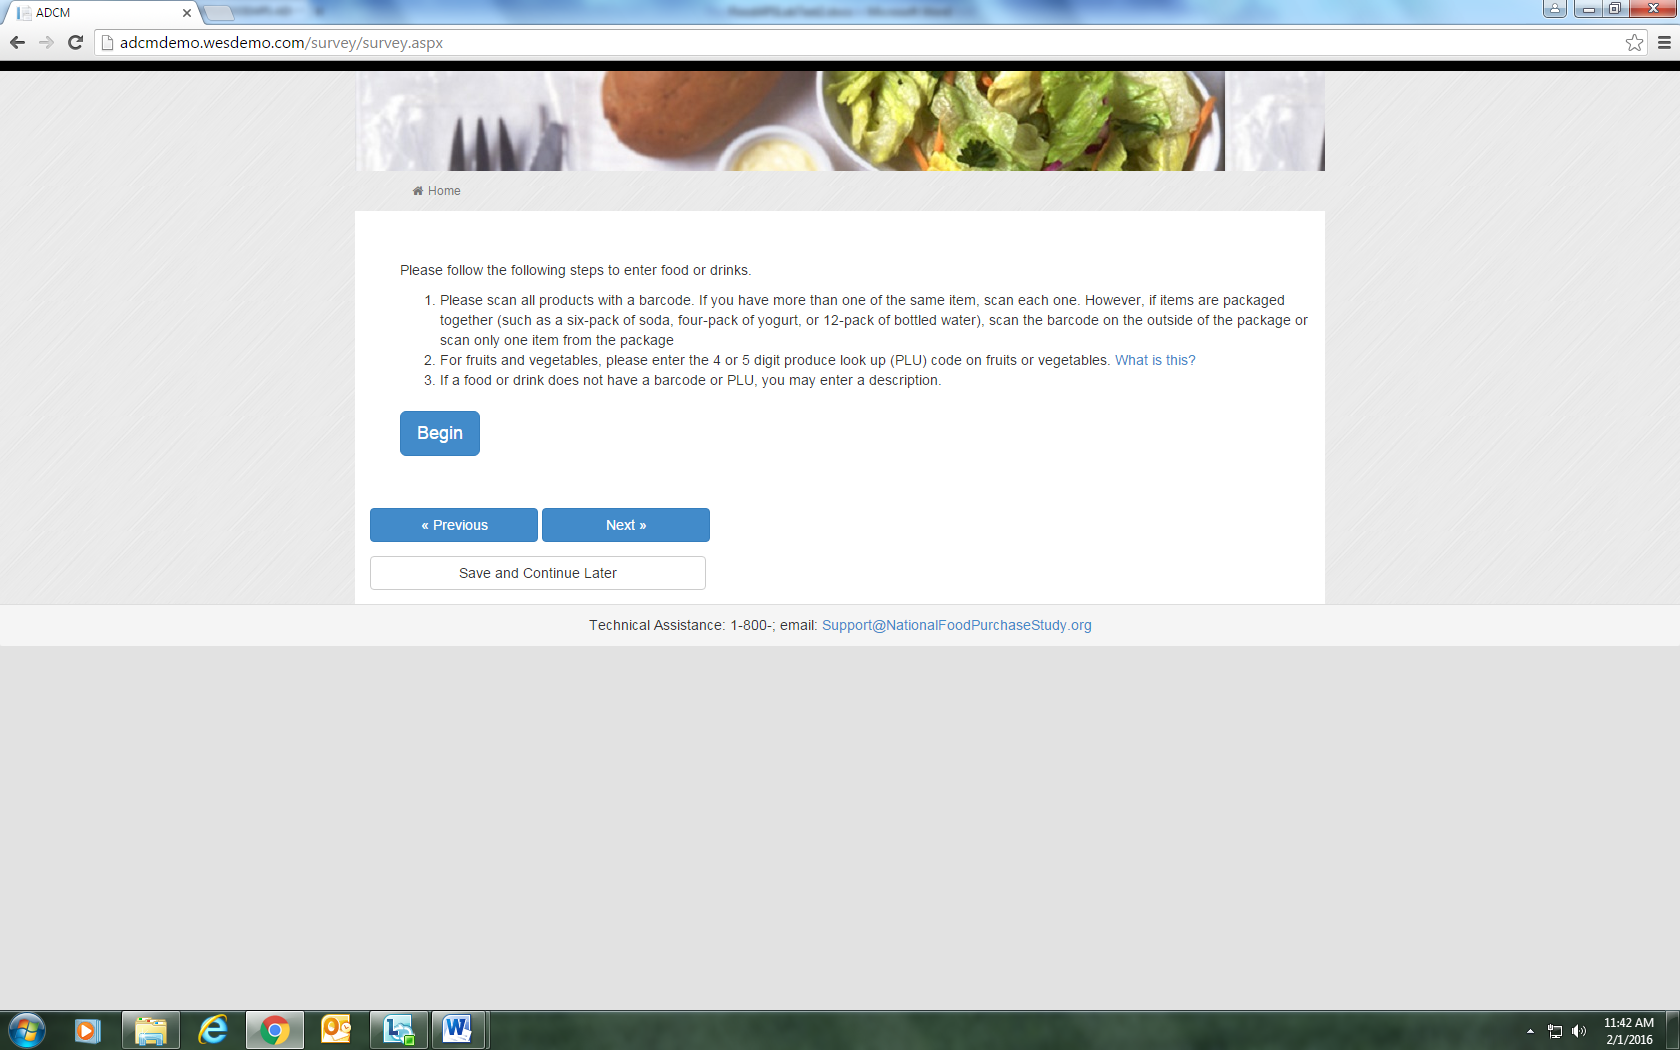 ADCM
adcmdemo.wesdemo.com/survey/survey.aspx
Home
Please follow the following steps to enter food or drinks.
1. Please scan all products with a barcode. If you have more than one of the same item, scan each one. However, if items are packaged
together (such as a six-pack of soda, four-pack of yogurt, or 12-pack of bottled water), scan the barcode on the outside of the package or
scan only one item from the package
2. For fruits and vegetables, please enter the 4 or 5 digit produce look up (PLU) code on fruits or vegetables. What is this?
3. If a food or drink does not have a barcode or PLU, you may enter a description.
Begin
« Previous
Next »
Save and Continue Later
Technical Assistance: 1-800-; email: Support@NationalFoodPurchaseStudy.org
11:42 AM
2/1/2016